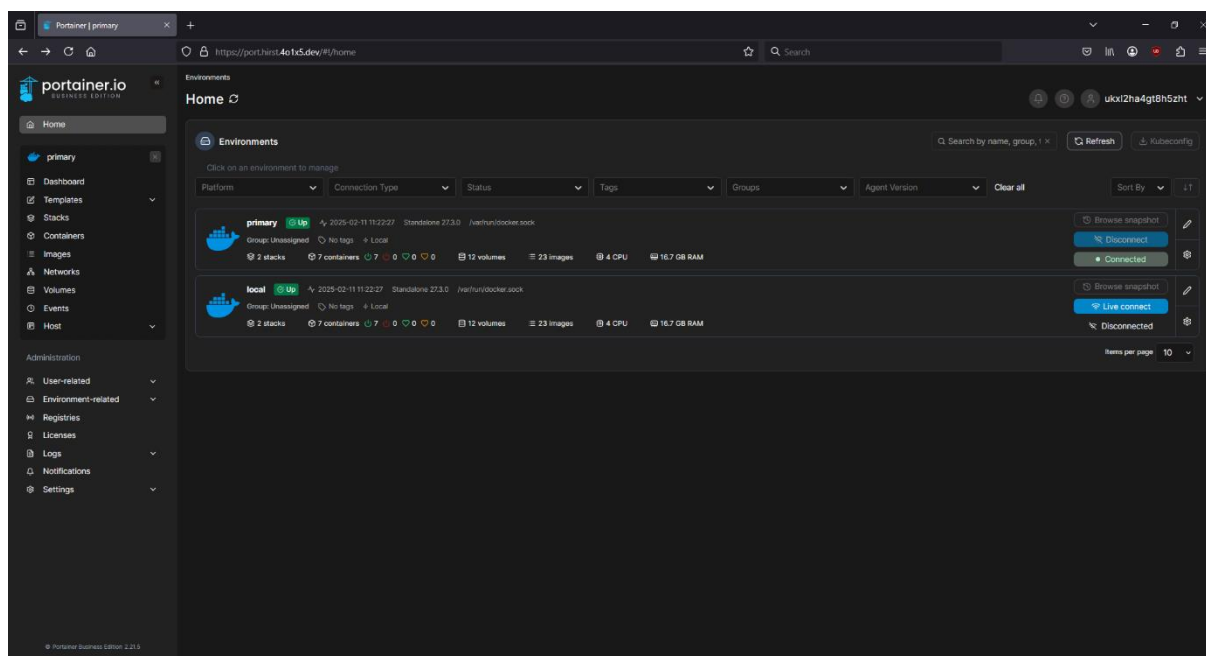 Portainer | primary
https://port.hirst.4o1x5.dev/#!/home
Search
portainer.io
BUSINESS EDITION
Environments
Home
ukxl2ha4gt8h5zht
Home
primary
Dashboard
Templates
Stacks
Containers
Images
Networks
Volumes
Events
Host
Administration
User-related
Environment-related
Registries
Licenses
Logs
Notifications
Settings
© Portainer Business Edition 2.21.5
Environments
Search by name, group,
Refresh
Kubeconfig
Click on an environment to manage
Platform Connection Type Status Tags Groups Agent Version Clear all Sort By
primary Up 2025-02-11 11:22:27 Standalone 27.3.0 /var/run/docker.sock
Group: Unassigned No tags Local
2 stacks 7 containers 7 0 0 0 12 volumes 23 images 4 CPU 16.7 GB RAM
Browse snapshot
Disconnect
Connected
local Up 2025-02-11 11:22:27 Standalone 27.3.0 /var/run/docker.sock
Group: Unassigned No tags Local
2 stacks 7 containers 7 0 0 0 12 volumes 23 images 4 CPU 16.7 GB RAM
Browse snapshot
Live connect
Disconnected
Items per page 10